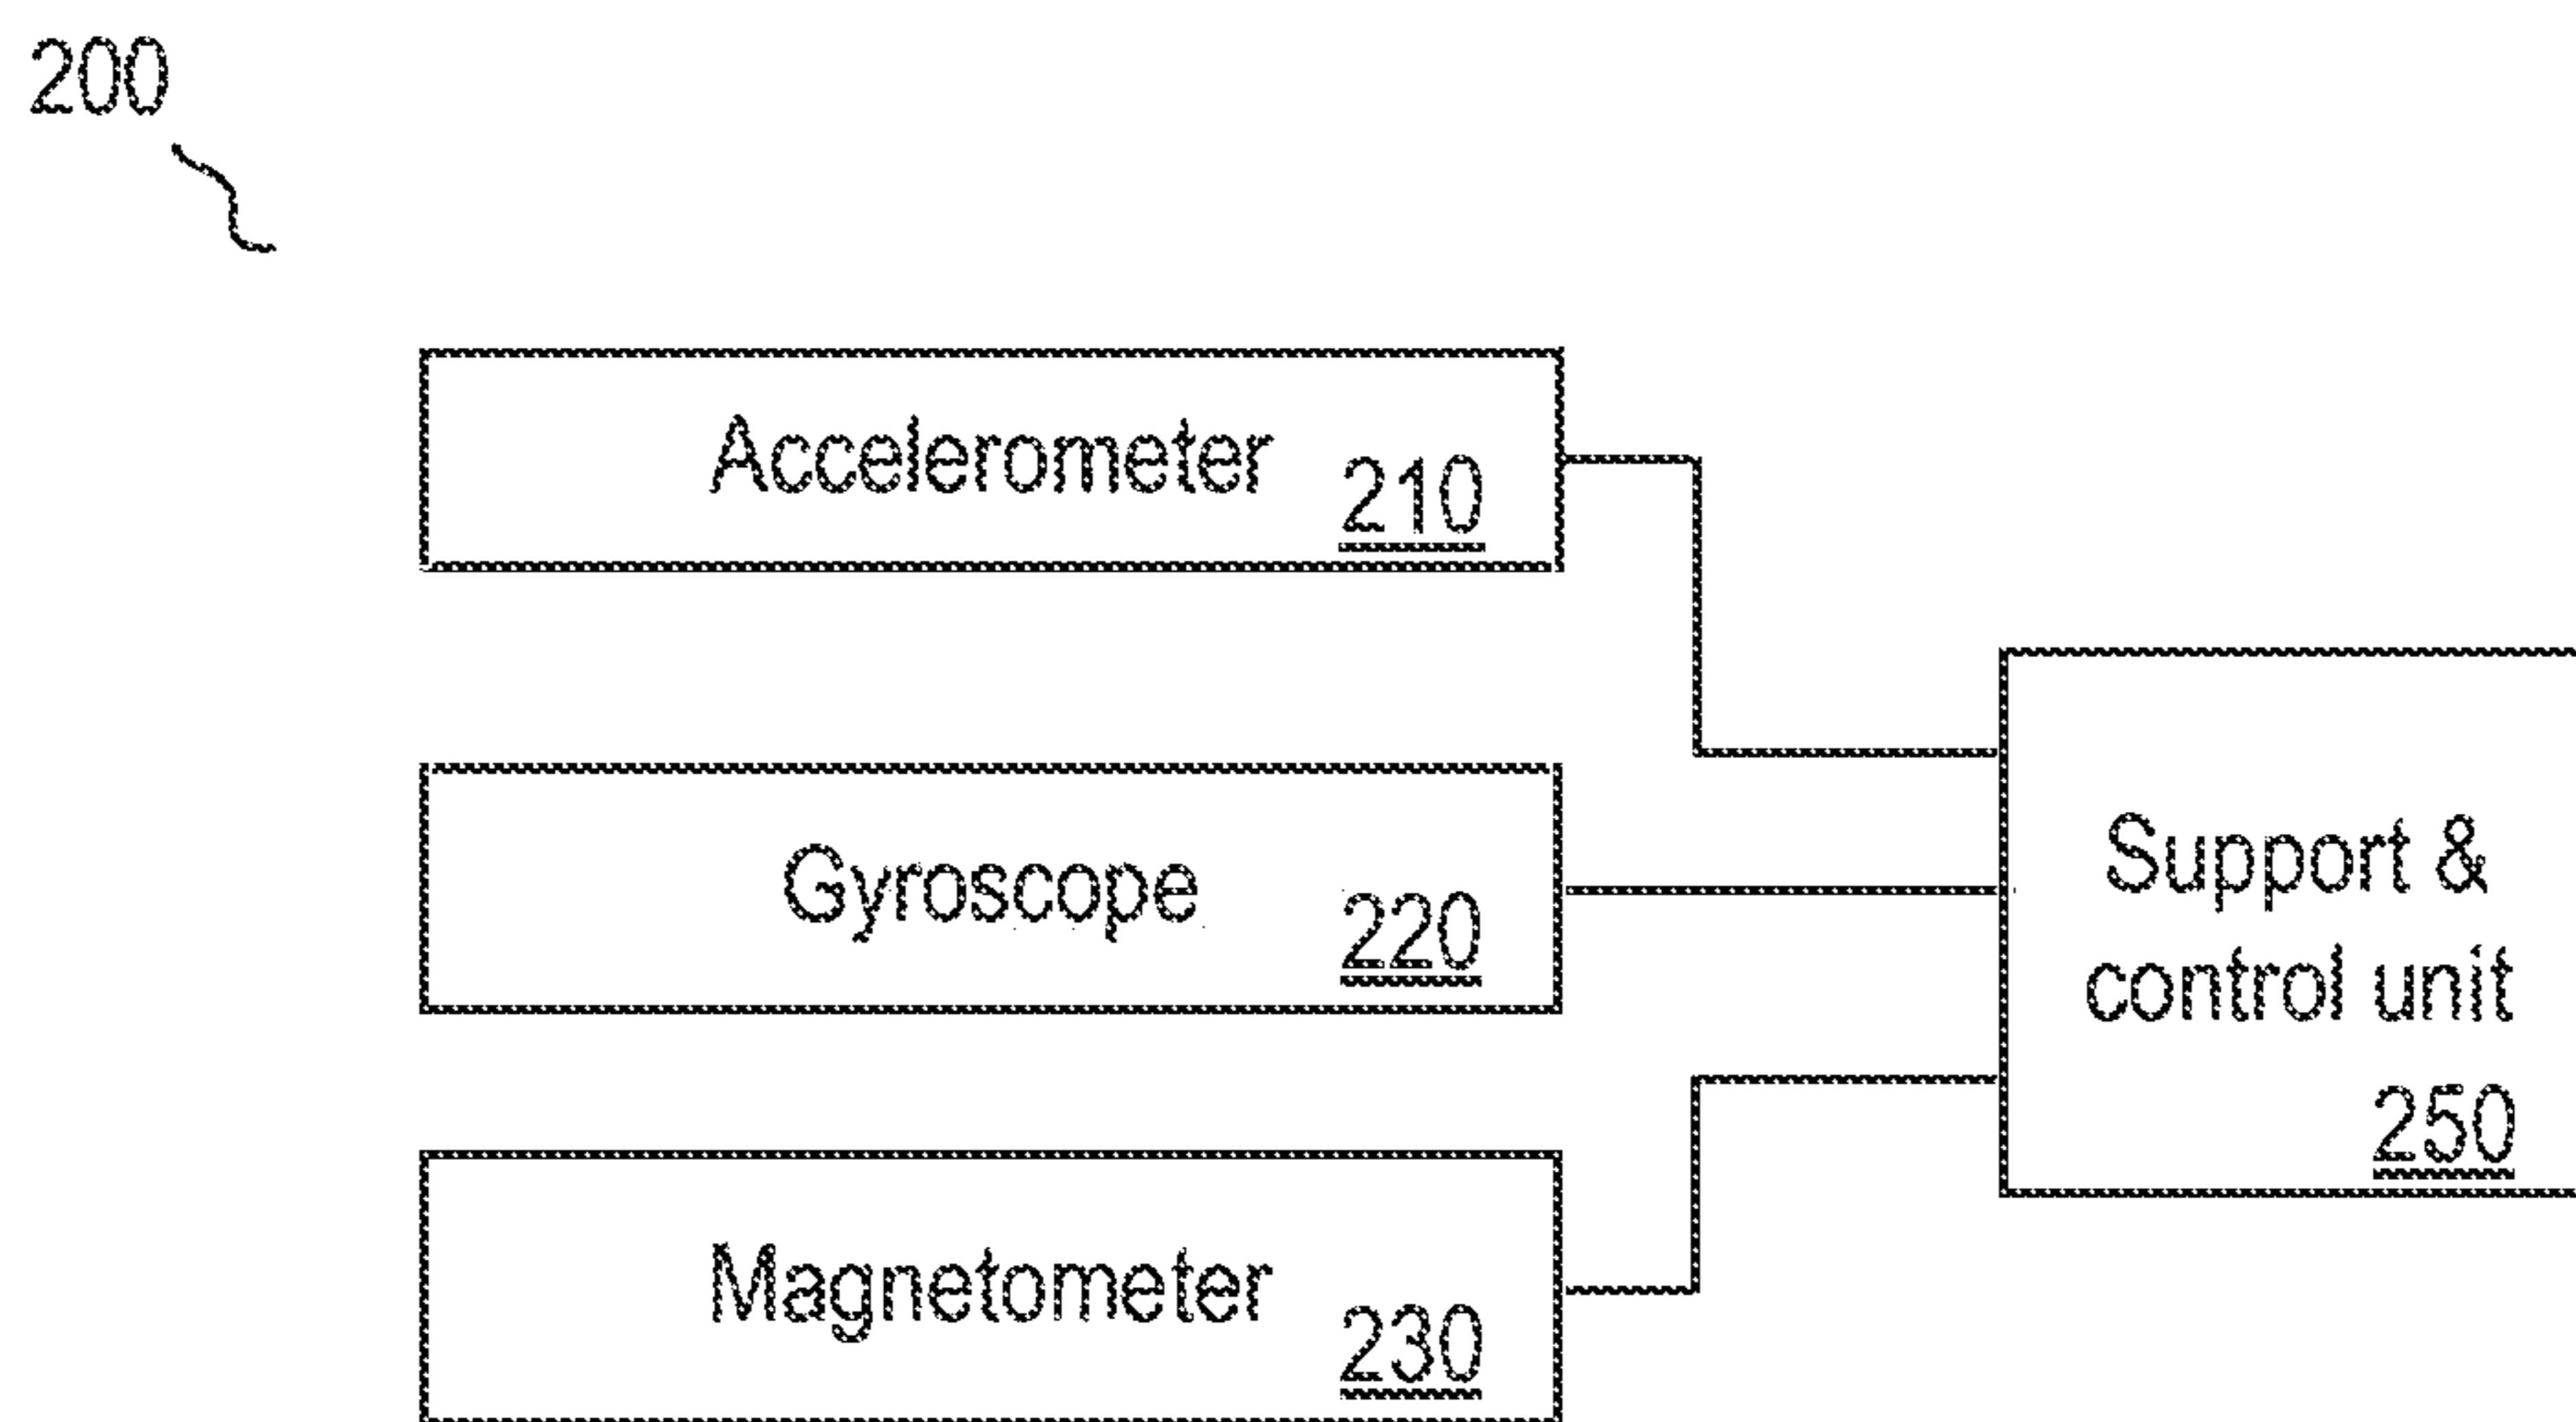 200
Accelerometer 210
Gyroscope 220
Support &
control unit
250
Magnetometer 230